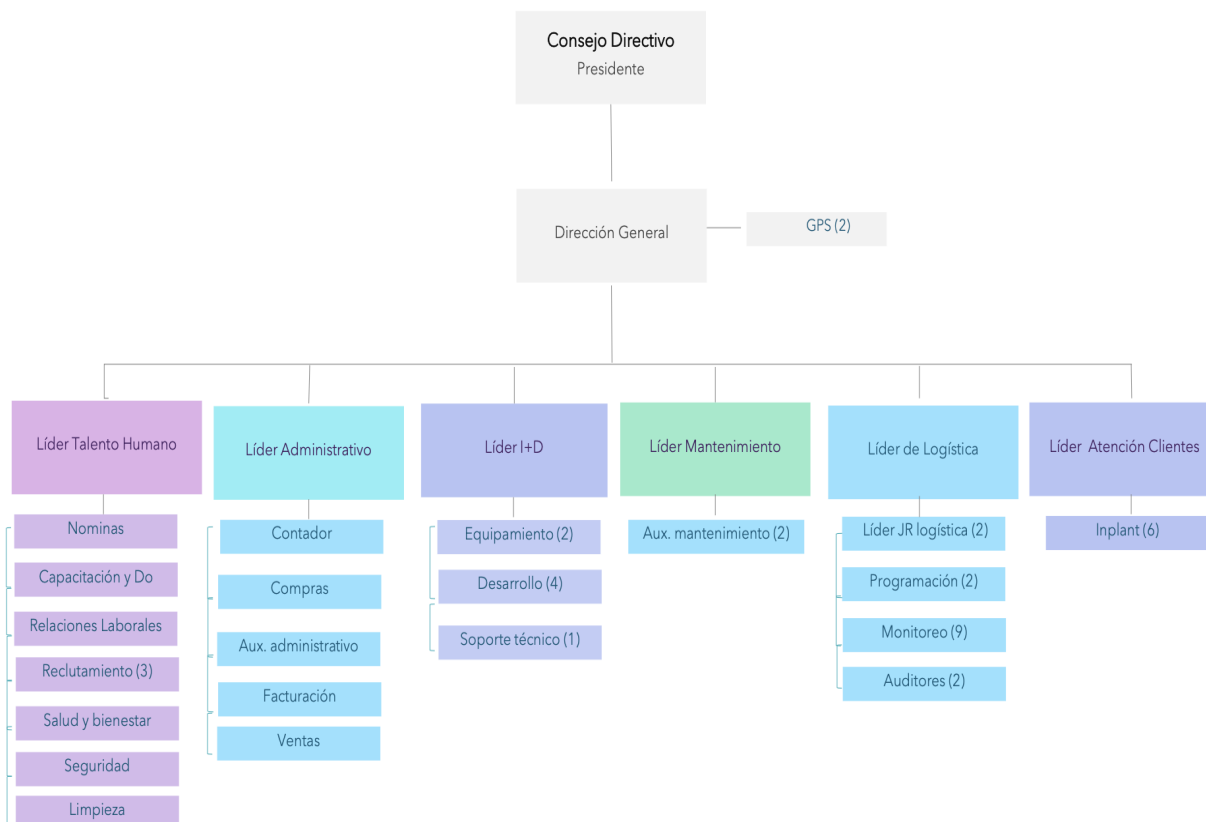 Consejo Directivo
Presidente
Dirección General
GPS (2)
Líder Talento Humano
Nominas
Capacitación y Do
Relaciones Laborales
Reclutamiento (3)
Salud y bienestar
Seguridad
Limpieza
Líder Administrativo
Contador
Compras
Aux. administrativo
Facturación
Ventas
Líder I+D
Equipamiento (2)
Desarrollo (4)
Soporte técnico (1)
Líder Mantenimiento
Aux. mantenimiento (2)
Líder de Logística
Líder JR logística (2)
Programación (2)
Monitoreo (9)
Auditores (2)
Líder Atención Clientes
Inplant (6)